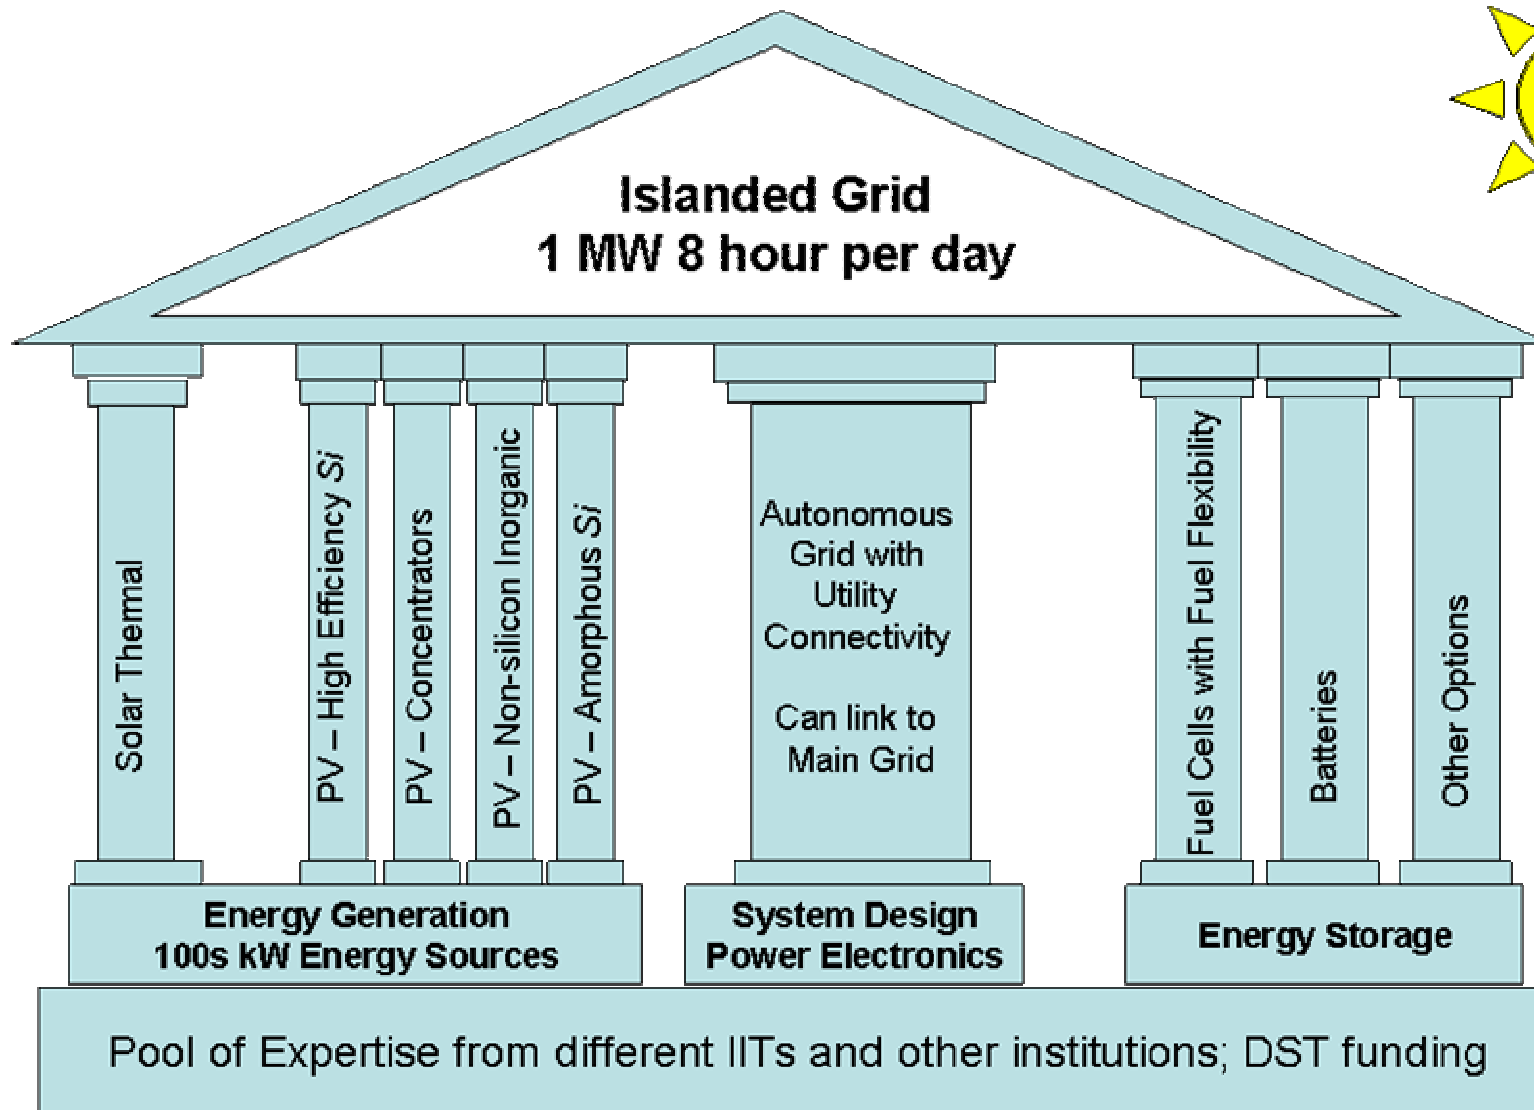 Islanded Grid
1 MW 8 hour per day
Solar Thermal
PV – High Efficiency Si
PV – Concentrators
PV – Non-silicon Inorganic
PV – Amorphous Si
Autonomous
Grid with
Utility
Connectivity
Can link to
Main Grid
Fuel Cells with Fuel Flexibility
Batteries
Other Options
Energy Generation
100s kW Energy Sources
System Design
Power Electronics
Energy Storage
Pool of Expertise from different IITs and other institutions; DST funding